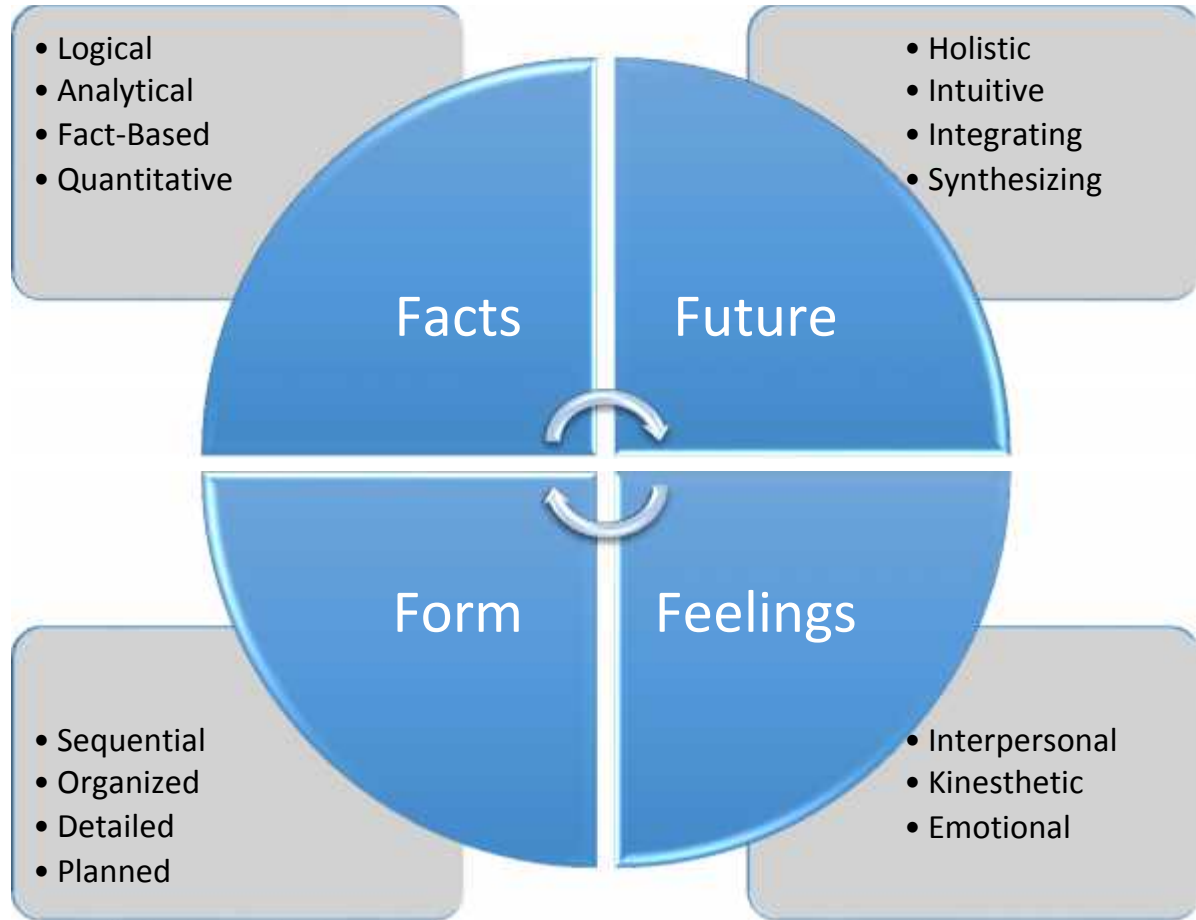 • Logical
• Analytical
• Fact-Based
• Quantitative
• Holistic
• Intuitive
• Integrating
• Synthesizing
Facts
Future
Form
Feelings
• Sequential
• Organized
• Detailed
• Planned
• Interpersonal
• Kinesthetic
• Emotional